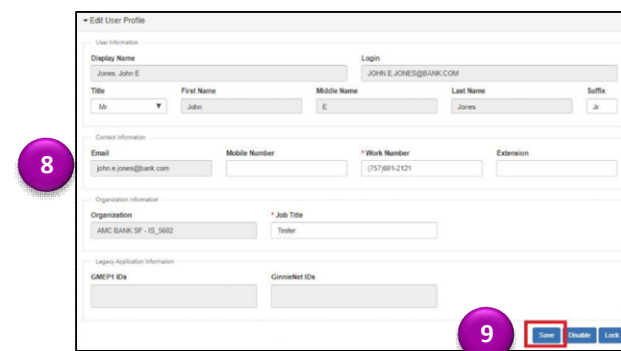 Edit User Profile
User Information
Display Name Login
Jones, John E JOHN.E.JONES@BANK.COM
Title First Name Middle Name Last Name Suffix
Mr John E Jones Jr
Contact Information
Email Mobile Number * Work Number Extension
8
john.e.jones@bank.com (757)601-2121
Organization Information
Organization * Job Title
AMC BANK SF - IS_5882 Tester
Legacy Application Information
GMEP1 IDs GinnieNet IDs
9
Save Disable Lock